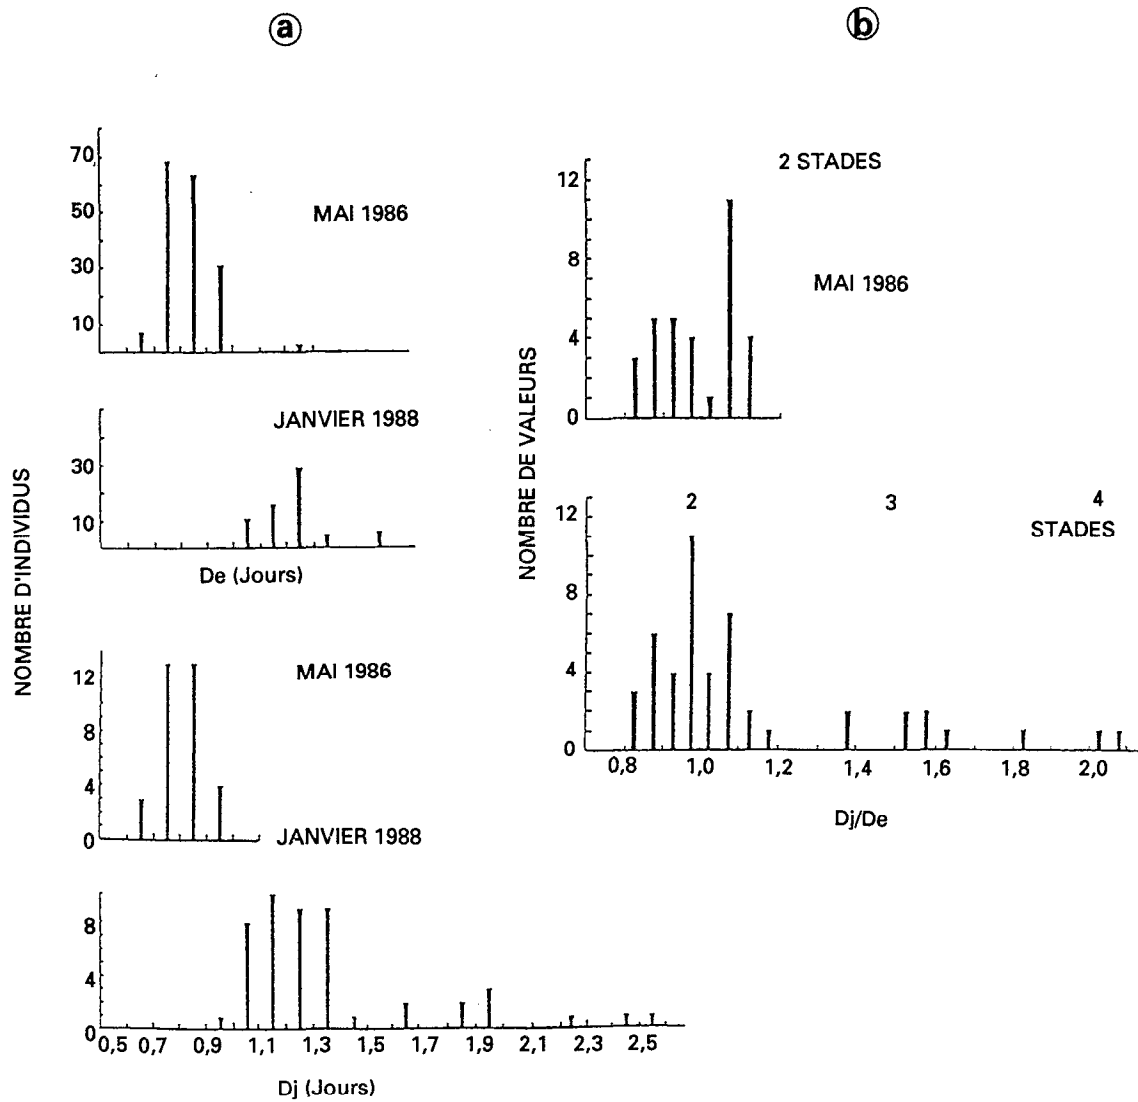 a
70
50
30
10
MAI 1986
JANVIER 1988
30
10
De (Jours)
NOMBRE D'INDIVIDUS
MAI 1986
12
8
4
0
JANVIER 1988
8
4
0
0,5 0,7 0,9 1,1 1,3 1,5 1,7 1,9 2,1 2,3 2,5
Dj (Jours)
b
2 STADES
12
8
4
0
MAI 1986
NOMBRE DE VALEURS
2 3 4
STADES
12
8
4
0
0,8 1,0 1,2 1,4 1,6 1,8 2,0
Dj/De